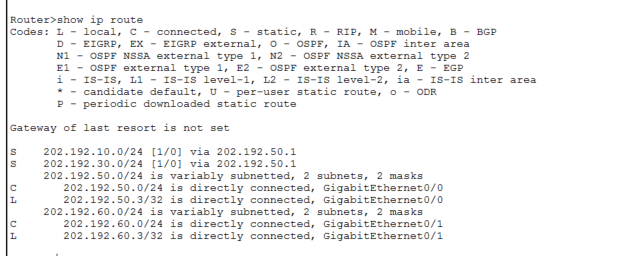 Router>show ip route
Codes: L - local, C - connected, S - static, R - RIP, M - mobile, B - BGP
       D - EIGRP, EX - EIGRP external, O - OSPF, IA - OSPF inter area
       N1 - OSPF NSSA external type 1, N2 - OSPF NSSA external type 2
       E1 - OSPF external type 1, E2 - OSPF external type 2, E - EGP
       i - IS-IS, L1 - IS-IS level-1, L2 - IS-IS level-2, ia - IS-IS inter area
       * - candidate default, U - per-user static route, o - ODR
       P - periodic downloaded static route

Gateway of last resort is not set

S    202.192.10.0/24 [1/0] via 202.192.50.1
S    202.192.30.0/24 [1/0] via 202.192.50.1
     202.192.50.0/24 is variably subnetted, 2 subnets, 2 masks
C       202.192.50.0/24 is directly connected, GigabitEthernet0/0
L       202.192.50.3/32 is directly connected, GigabitEthernet0/0
     202.192.60.0/24 is variably subnetted, 2 subnets, 2 masks
C       202.192.60.0/24 is directly connected, GigabitEthernet0/1
L       202.192.60.3/32 is directly connected, GigabitEthernet0/1